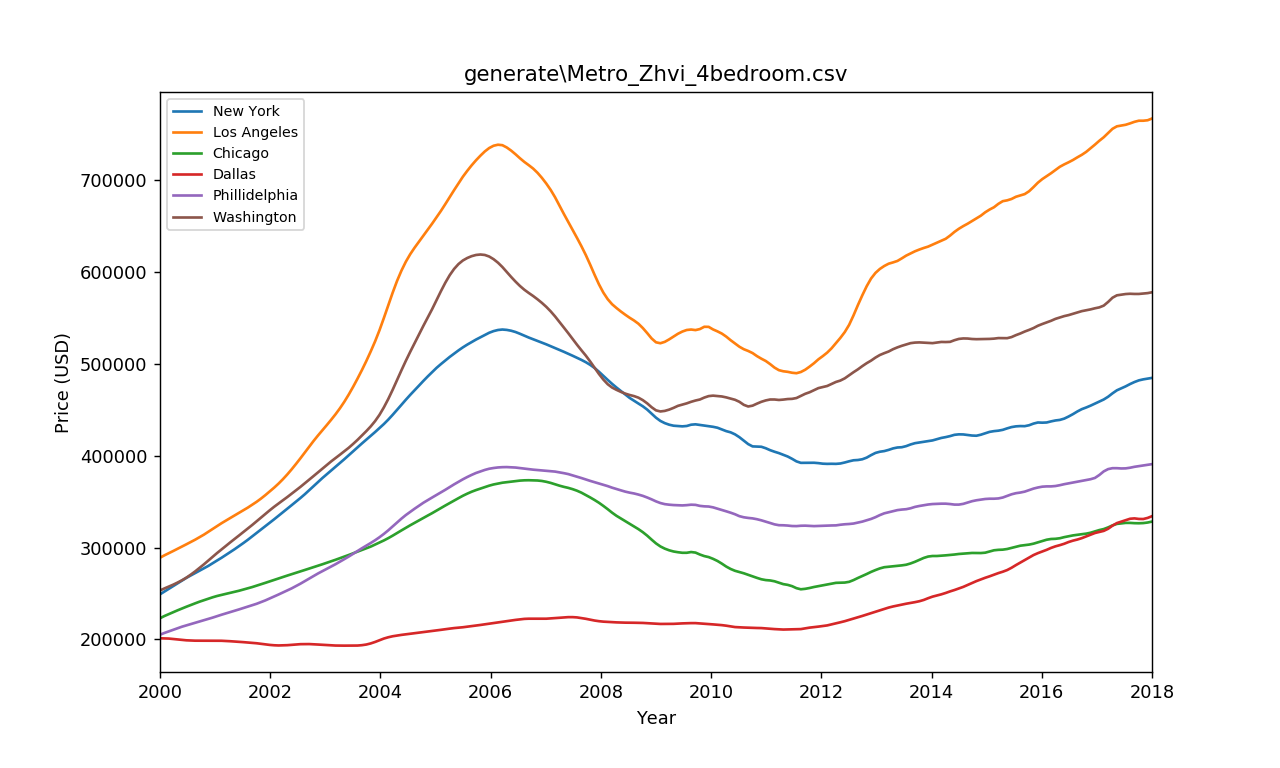 generate\Metro_Zhvi_4bedroom.csv
New York
Los Angeles
Chicago
Dallas
Phillidelphia
Washington
700000
600000
500000
400000
300000
200000
Price (USD)
2000 2002 2004 2006 2008 2010 2012 2014 2016 2018
Year